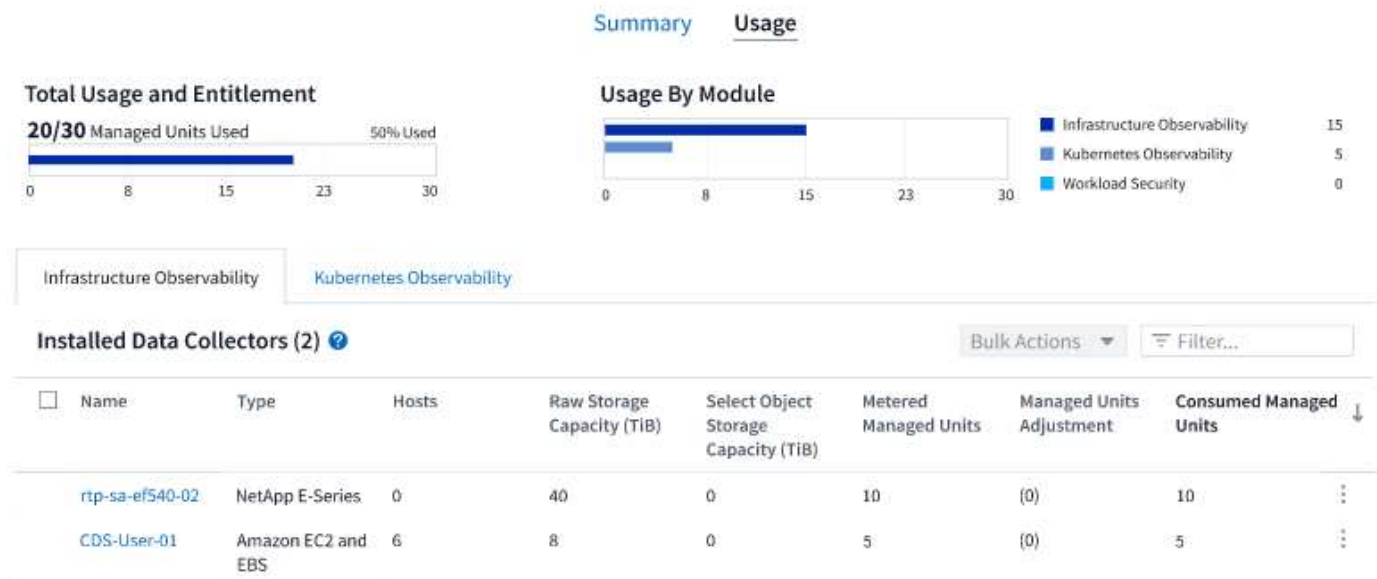 Summary Usage
Total Usage and Entitlement
20/30 Managed Units Used 50% Used
0 8 15 23 30
Usage By Module
0 8 15 23 30
Infrastructure Observability 15
Kubernetes Observability 5
Workload Security 0
Infrastructure Observability Kubernetes Observability
Installed Data Collectors (2) ?
Bulk Actions Filter...
Name Type Hosts Raw Storage Select Object Metered Managed Units Consumed Managed
Capacity (TiB) Storage Managed Units Adjustment Units
Capacity (TiB)
rtp-sa-ef540-02 NetApp E-Series 0 40 0 10 (0) 10
CDS-User-01 Amazon EC2 and 6 8 0 5 (0) 5
EBS